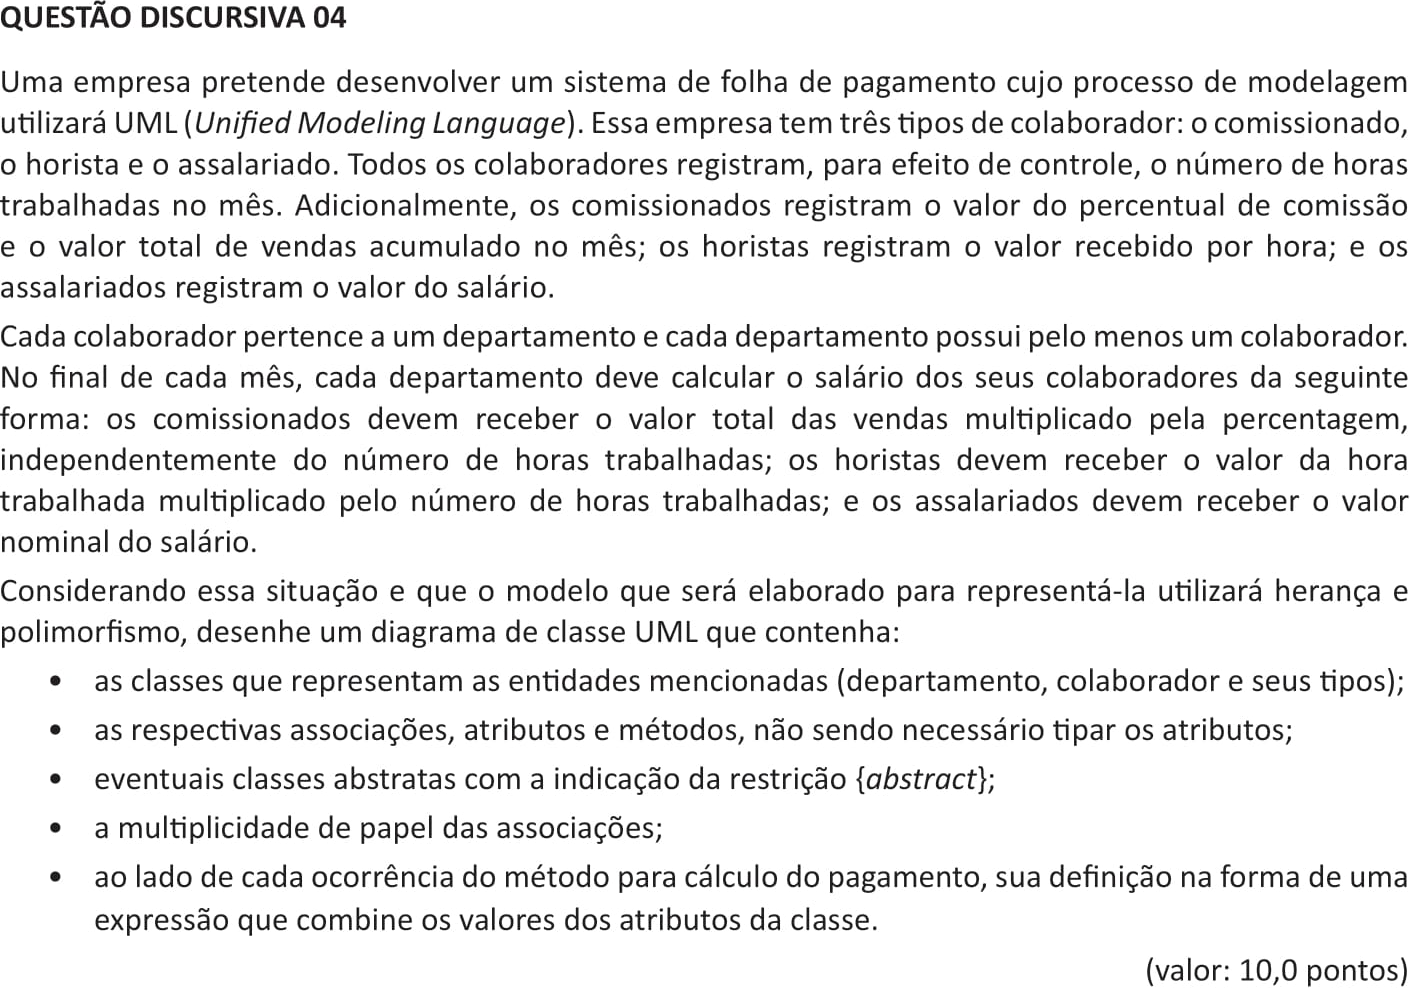 QUESTÃO DISCURSIVA 04
Uma empresa pretende desenvolver um sistema de folha de pagamento cujo processo de modelagem
utilizará UML (Unified Modeling Language). Essa empresa tem três tipos de colaborador: o comissionado,
o horista e o assalariado. Todos os colaboradores registram, para efeito de controle, o número de horas
trabalhadas no mês. Adicionalmente, os comissionados registram o valor do percentual de comissão
e o valor total de vendas acumulado no mês; os horistas registram o valor recebido por hora; e os
assalariados registram o valor do salário.
Cada colaborador pertence a um departamento e cada departamento possui pelo menos um colaborador.
No final de cada mês, cada departamento deve calcular o salário dos seus colaboradores da seguinte
forma: os comissionados devem receber o valor total das vendas multiplicado pela percentagem,
independentemente do número de horas trabalhadas; os horistas devem receber o valor da hora
trabalhada multiplicado pelo número de horas trabalhadas; e os assalariados devem receber o valor
nominal do salário.
Considerando essa situação e que o modelo que será elaborado para representá-la utilizará herança e
polimorfismo, desenhe um diagrama de classe UML que contenha:
• as classes que representam as entidades mencionadas (departamento, colaborador e seus tipos);
• as respectivas associações, atributos e métodos, não sendo necessário tipar os atributos;
• eventuais classes abstratas com a indicação da restrição {abstract};
• a multiplicidade de papel das associações;
• ao lado de cada ocorrência do método para cálculo do pagamento, sua definição na forma de uma
expressão que combine os valores dos atributos da classe.
(valor: 10,0 pontos)